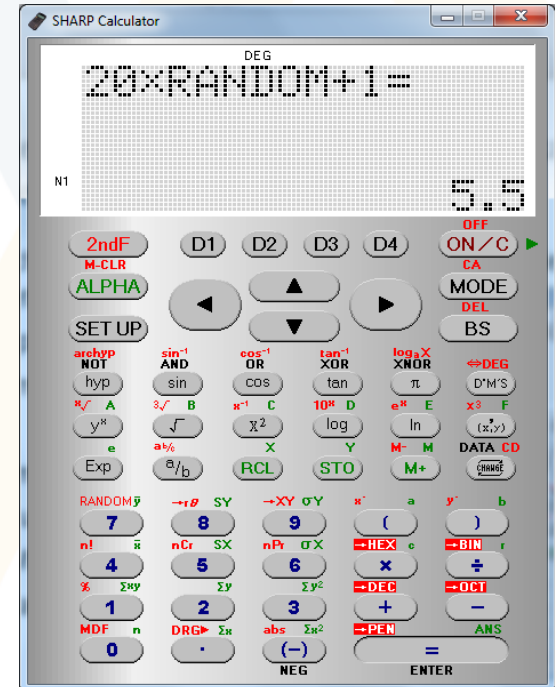 SHARP Calculator
DEG
20×RANDOM+1=
N1
5.5
OFF
2ndF D1 D2 D3 D4 ON/C
M-CLR CA
ALPHA MODE
DEL
SET UP BS
archyp sin⁻¹ cos⁻¹ tan⁻¹ log₂X
NOT AND OR XOR XNOR ⇔DEG
hyp sin cos tan π D°M'S
ˣ√ A ³√ B x⁻¹ C 10ˣ D eˣ E x³ F
yˣ √ X² log ln (x,y)
e a b/c X Y M- M DATA CD
Exp a/b RCL STO M+ CHANGE
RANDOM ȳ →rθ SY →XY σY x´ a y´ b
7 8 9 ( )
n! x̄ nCr SX nPr σX →HEX c →BIN r
4 5 6 × ÷
% Σxy Σy Σy² →DEC →OCT
1 2 3 + −
MDF n DRG► Σx abs Σx² →PEN ANS
0 · (−) =
NEG ENTER